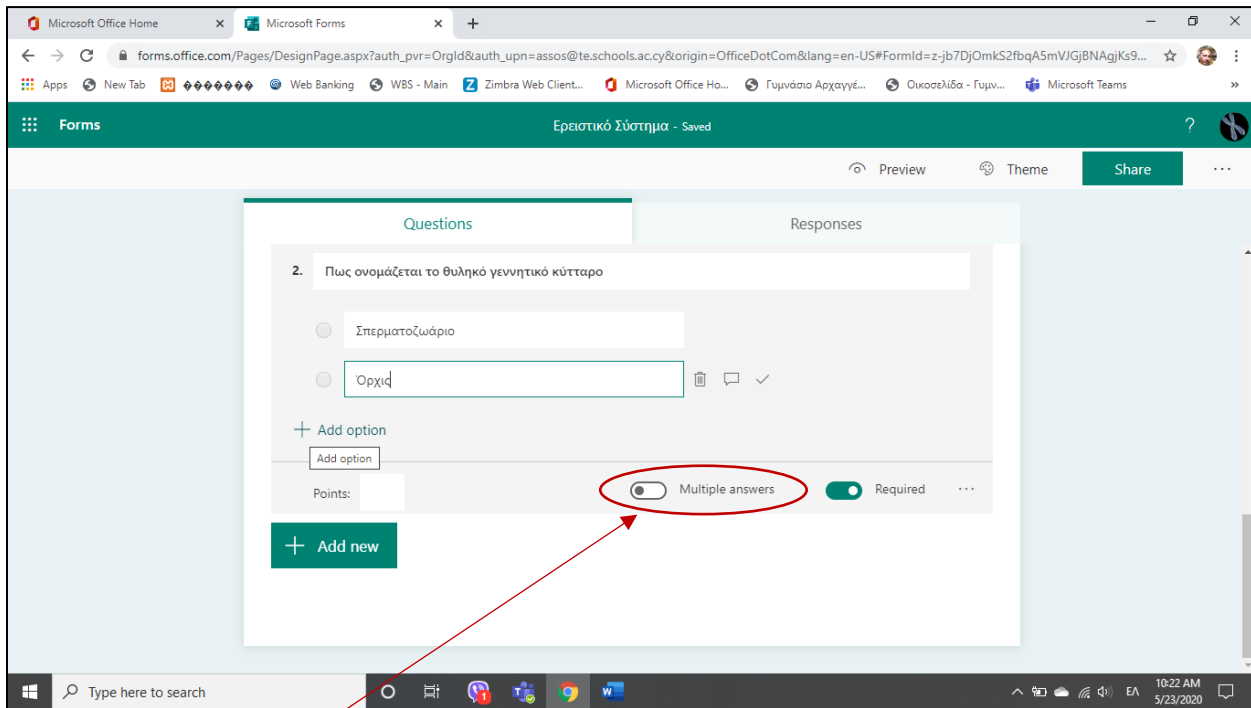 Microsoft Office Home
Microsoft Forms
forms.office.com/Pages/DesignPage.aspx?auth_pvr=OrgId&auth_upn=assos@te.schools.ac.cy&origin=OfficeDotCom&lang=en-US#FormId=z-jb7DjOmkS2fbqA5mVJGjBNAgjKs9...
Apps New Tab ������� Web Banking WBS - Main Zimbra Web Client... Microsoft Office Ho... Γυμνάσιο Αρχαγγέ... Οικοσελίδα - Γυμν... Microsoft Teams »
Forms Ερειστικό Σύστημα - Saved ?
Preview Theme Share ...
Questions Responses
2. Πως ονομάζεται το θυληκό γεννητικό κύτταρο
Σπερματοζωάριο
Όρχις
+ Add option
Add option
Points: Multiple answers Required ...
+ Add new
Type here to search 1 ΕΛ 10:22 AM
5/23/2020